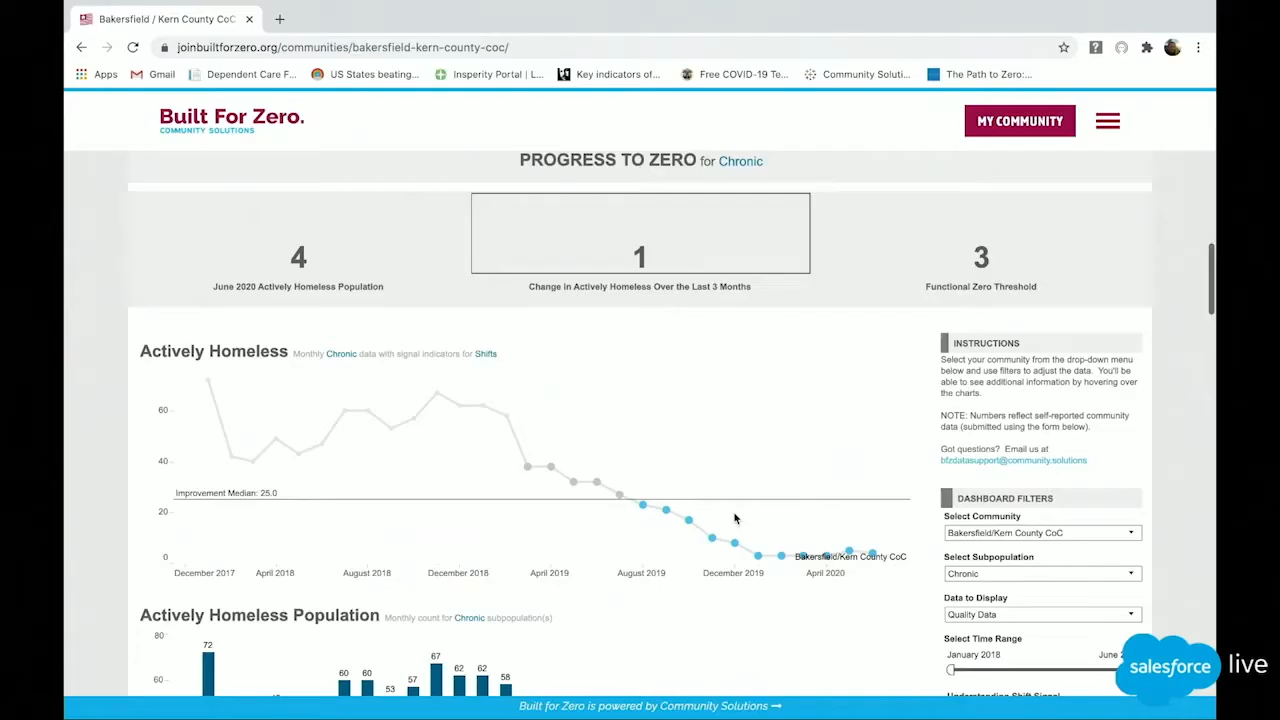 Bakersfield / Kern County CoC
joinbuiltforzero.org/communities/bakersfield-kern-county-coc/
Apps
Gmail
Dependent Care F...
US States beating...
Insperity Portal | L...
Key indicators of...
Free COVID-19 Te...
Community Soluti...
The Path to Zero:...
Built For Zero.
COMMUNITY SOLUTIONS
MY COMMUNITY
PROGRESS TO ZERO for Chronic
4
June 2020 Actively Homeless Population
1
Change in Actively Homeless Over the Last 3 Months
3
Functional Zero Threshold
Actively Homeless Monthly Chronic data with signal indicators for Shifts
60
40
Improvement Median: 25.0
20
0
Bakersfield/Kern County CoC
December 2017
April 2018
August 2018
December 2018
April 2019
August 2019
December 2019
April 2020
INSTRUCTIONS
Select your community from the drop-down menu
below and use filters to adjust the data. You'll be
able to see additional information by hovering over
the charts.
NOTE: Numbers reflect self-reported community
data (submitted using the form below).
Got questions? Email us at
bfzdatasupport@community.solutions
DASHBOARD FILTERS
Select Community
Bakersfield/Kern County CoC
Select Subpopulation
Chronic
Data to Display
Quality Data
Select Time Range
January 2018
Actively Homeless Population Monthly count for Chronic subpopulation(s)
80
60
72
60
60
53
57
67
62
62
58
salesforce live
Built for Zero is powered by Community Solutions